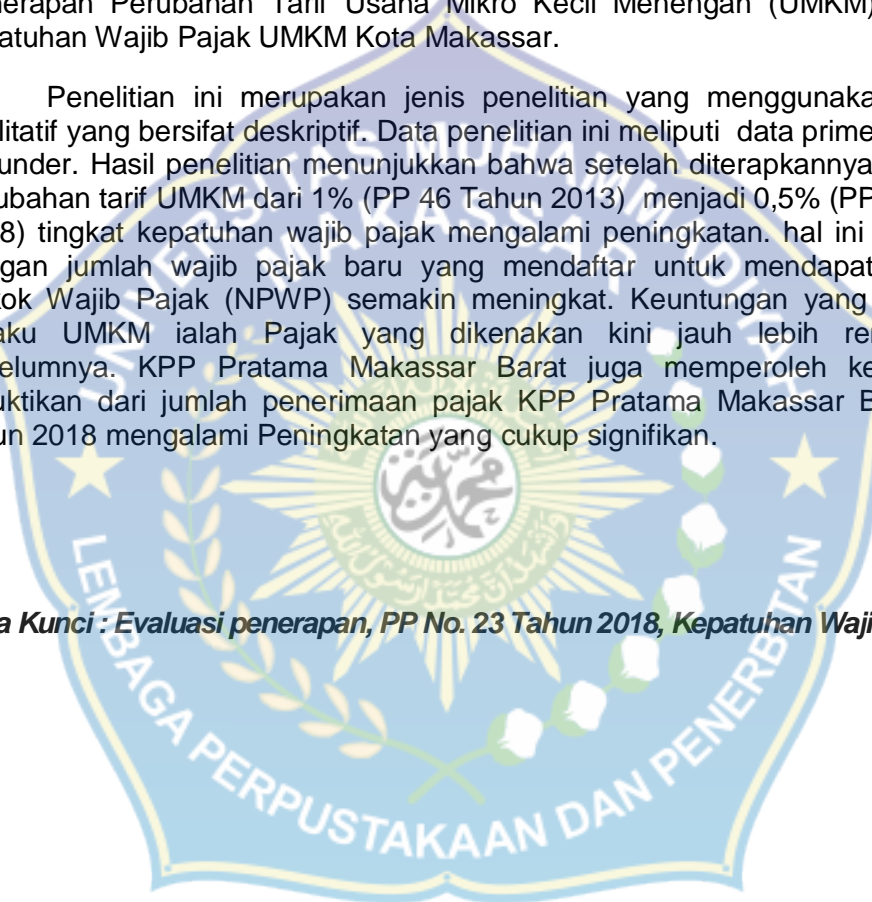 nerapan Perubahan Tarif Usaha Mikro Kecil Menengah (UMKM)
atuhan Wajib Pajak UMKM Kota Makassar.
Penelitian ini merupakan jenis penelitian yang menggunaka
litatif yang bersifat deskriptif. Data penelitian ini meliputi data prime
under. Hasil penelitian menunjukkan bahwa setelah diterapkannya
ubahan tarif UMKM dari 1% (PP 46 Tahun 2013) menjadi 0,5% (PP
8) tingkat kepatuhan wajib pajak mengalami peningkatan. hal ini
ngan jumlah wajib pajak baru yang mendaftar untuk mendapat
kok Wajib Pajak (NPWP) semakin meningkat. Keuntungan yang
aku UMKM ialah Pajak yang dikenakan kini jauh lebih re
elumnya. KPP Pratama Makassar Barat juga memperoleh ke
uktikan dari jumlah penerimaan pajak KPP Pratama Makassar B
un 2018 mengalami Peningkatan yang cukup signifikan.
a Kunci : Evaluasi penerapan, PP No. 23 Tahun 2018, Kepatuhan Waji
UNIVERSITAS MUHAMMADIYAH
MAKASSAR
LEMBAGA PERPUSTAKAAN DAN PENERBITAN